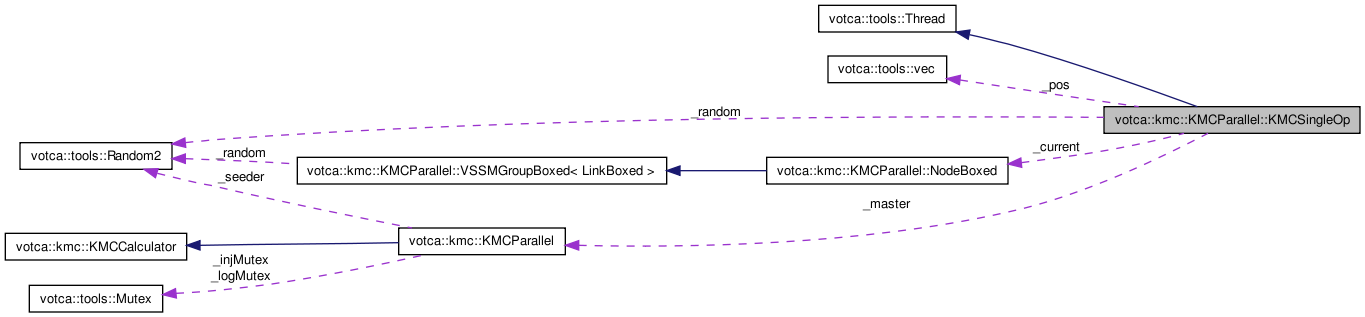 votca::tools::Thread
votca::tools::vec
_pos
_random
votca::kmc::KMCParallel::KMCSingleOp
votca::tools::Random2
_random
_current
votca::kmc::KMCParallel::VSSMGroupBoxed< LinkBoxed >
votca::kmc::KMCParallel::NodeBoxed
_seeder
_master
votca::kmc::KMCCalculator
votca::kmc::KMCParallel
_injMutex
_logMutex
votca::tools::Mutex